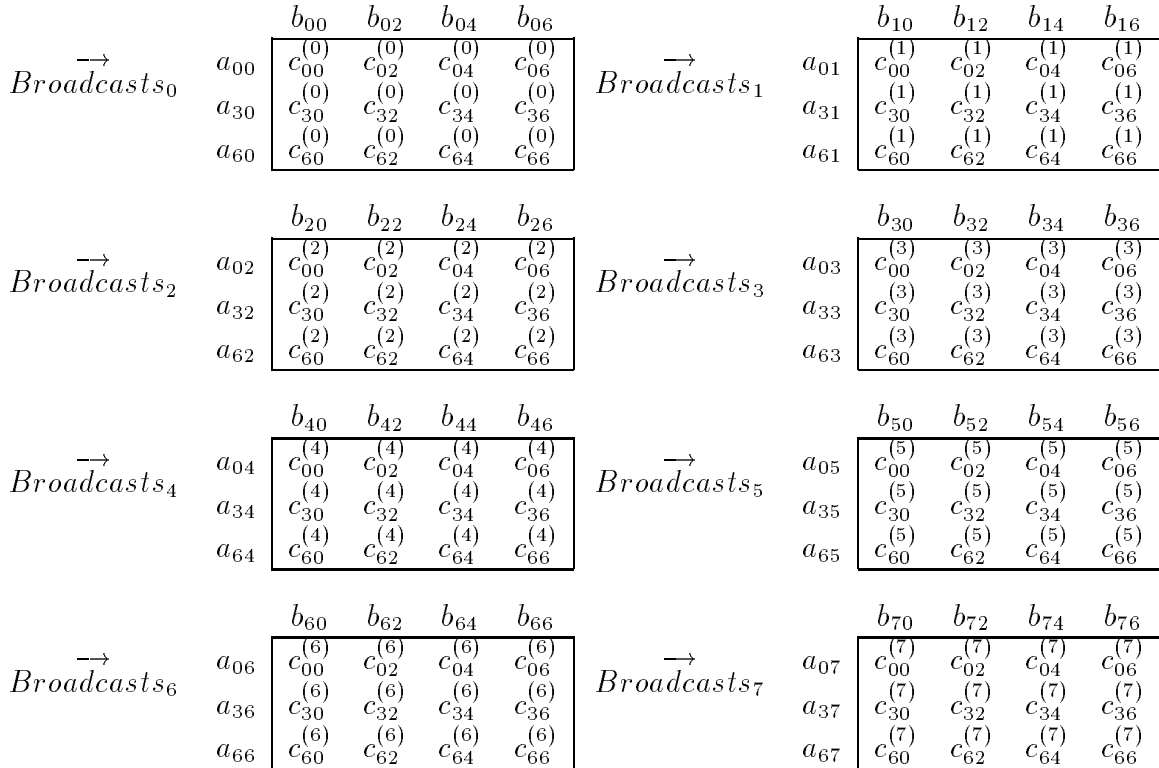 b₀₀ b₀₂ b₀₄ b₀₆ b₁₀ b₁₂ b₁₄ b₁₆
→ Broadcasts₀ a₀₀ c₀₀⁽⁰⁾ c₀₂⁽⁰⁾ c₀₄⁽⁰⁾ c₀₆⁽⁰⁾ → Broadcasts₁ a₀₁ c₀₀⁽¹⁾ c₀₂⁽¹⁾ c₀₄⁽¹⁾ c₀₆⁽¹⁾
a₃₀ c₃₀⁽⁰⁾ c₃₂⁽⁰⁾ c₃₄⁽⁰⁾ c₃₆⁽⁰⁾ a₃₁ c₃₀⁽¹⁾ c₃₂⁽¹⁾ c₃₄⁽¹⁾ c₃₆⁽¹⁾
a₆₀ c₆₀⁽⁰⁾ c₆₂⁽⁰⁾ c₆₄⁽⁰⁾ c₆₆⁽⁰⁾ a₆₁ c₆₀⁽¹⁾ c₆₂⁽¹⁾ c₆₄⁽¹⁾ c₆₆⁽¹⁾
b₂₀ b₂₂ b₂₄ b₂₆ b₃₀ b₃₂ b₃₄ b₃₆
→ Broadcasts₂ a₀₂ c₀₀⁽²⁾ c₀₂⁽²⁾ c₀₄⁽²⁾ c₀₆⁽²⁾ → Broadcasts₃ a₀₃ c₀₀⁽³⁾ c₀₂⁽³⁾ c₀₄⁽³⁾ c₀₆⁽³⁾
a₃₂ c₃₀⁽²⁾ c₃₂⁽²⁾ c₃₄⁽²⁾ c₃₆⁽²⁾ a₃₃ c₃₀⁽³⁾ c₃₂⁽³⁾ c₃₄⁽³⁾ c₃₆⁽³⁾
a₆₂ c₆₀⁽²⁾ c₆₂⁽²⁾ c₆₄⁽²⁾ c₆₆⁽²⁾ a₆₃ c₆₀⁽³⁾ c₆₂⁽³⁾ c₆₄⁽³⁾ c₆₆⁽³⁾
b₄₀ b₄₂ b₄₄ b₄₆ b₅₀ b₅₂ b₅₄ b₅₆
→ Broadcasts₄ a₀₄ c₀₀⁽⁴⁾ c₀₂⁽⁴⁾ c₀₄⁽⁴⁾ c₀₆⁽⁴⁾ → Broadcasts₅ a₀₅ c₀₀⁽⁵⁾ c₀₂⁽⁵⁾ c₀₄⁽⁵⁾ c₀₆⁽⁵⁾
a₃₄ c₃₀⁽⁴⁾ c₃₂⁽⁴⁾ c₃₄⁽⁴⁾ c₃₆⁽⁴⁾ a₃₅ c₃₀⁽⁵⁾ c₃₂⁽⁵⁾ c₃₄⁽⁵⁾ c₃₆⁽⁵⁾
a₆₄ c₆₀⁽⁴⁾ c₆₂⁽⁴⁾ c₆₄⁽⁴⁾ c₆₆⁽⁴⁾ a₆₅ c₆₀⁽⁵⁾ c₆₂⁽⁵⁾ c₆₄⁽⁵⁾ c₆₆⁽⁵⁾
b₆₀ b₆₂ b₆₄ b₆₆ b₇₀ b₇₂ b₇₄ b₇₆
→ Broadcasts₆ a₀₆ c₀₀⁽⁶⁾ c₀₂⁽⁶⁾ c₀₄⁽⁶⁾ c₀₆⁽⁶⁾ → Broadcasts₇ a₀₇ c₀₀⁽⁷⁾ c₀₂⁽⁷⁾ c₀₄⁽⁷⁾ c₀₆⁽⁷⁾
a₃₆ c₃₀⁽⁶⁾ c₃₂⁽⁶⁾ c₃₄⁽⁶⁾ c₃₆⁽⁶⁾ a₃₇ c₃₀⁽⁷⁾ c₃₂⁽⁷⁾ c₃₄⁽⁷⁾ c₃₆⁽⁷⁾
a₆₆ c₆₀⁽⁶⁾ c₆₂⁽⁶⁾ c₆₄⁽⁶⁾ c₆₆⁽⁶⁾ a₆₇ c₆₀⁽⁷⁾ c₆₂⁽⁷⁾ c₆₄⁽⁷⁾ c₆₆⁽⁷⁾